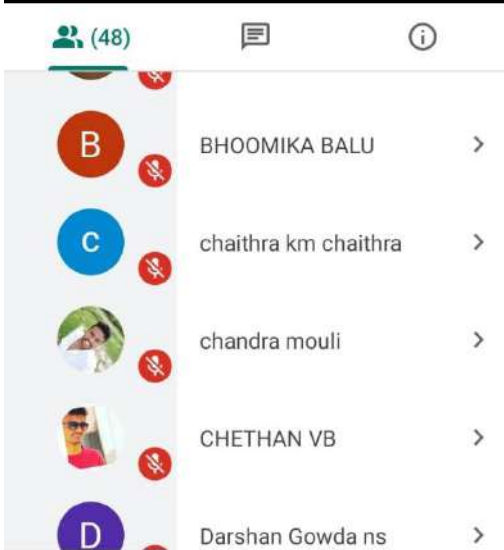 (48)
B
BHOOMIKA BALU
C
chaithra km chaithra
chandra mouli
CHETHAN VB
D
Darshan Gowda ns